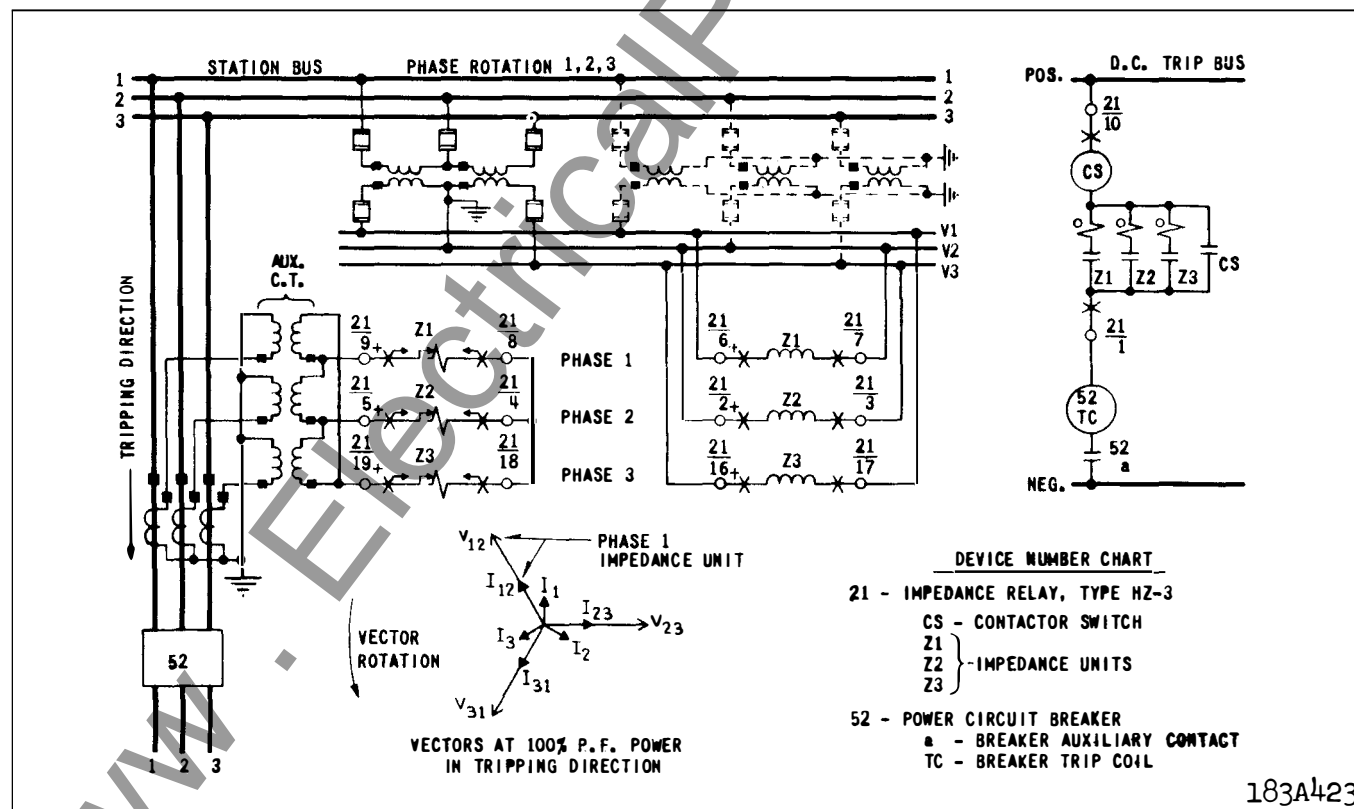 STATION BUS
PHASE ROTATION 1,2,3
1
2
3
1
2
3
V1
V2
V3
AUX.
C.T.
TRIPPING DIRECTION
21
9
+
Z1
21
8
PHASE 1
21
5
+
Z2
21
4
PHASE 2
21
19
+
Z3
21
18
PHASE 3
21
6
+
Z1
21
7
21
2
+
Z2
21
3
21
16
+
Z3
21
17
D.C. TRIP BUS
POS.
21
10
CS
Z1
Z2
Z3
CS
21
1
52
TC
52
a
NEG.
52
1 2 3
VECTOR
ROTATION
V12
PHASE 1
IMPEDANCE UNIT
I12
I1
I23
V23
I3
I2
I31
V31
VECTORS AT 100% P.F. POWER
IN TRIPPING DIRECTION
DEVICE NUMBER CHART
21 - IMPEDANCE RELAY, TYPE HZ-3
CS - CONTACTOR SWITCH
Z1
Z2 - IMPEDANCE UNITS
Z3
52 - POWER CIRCUIT BREAKER
a - BREAKER AUXILIARY CONTACT
TC - BREAKER TRIP COIL
183A423
www.ElectricalP